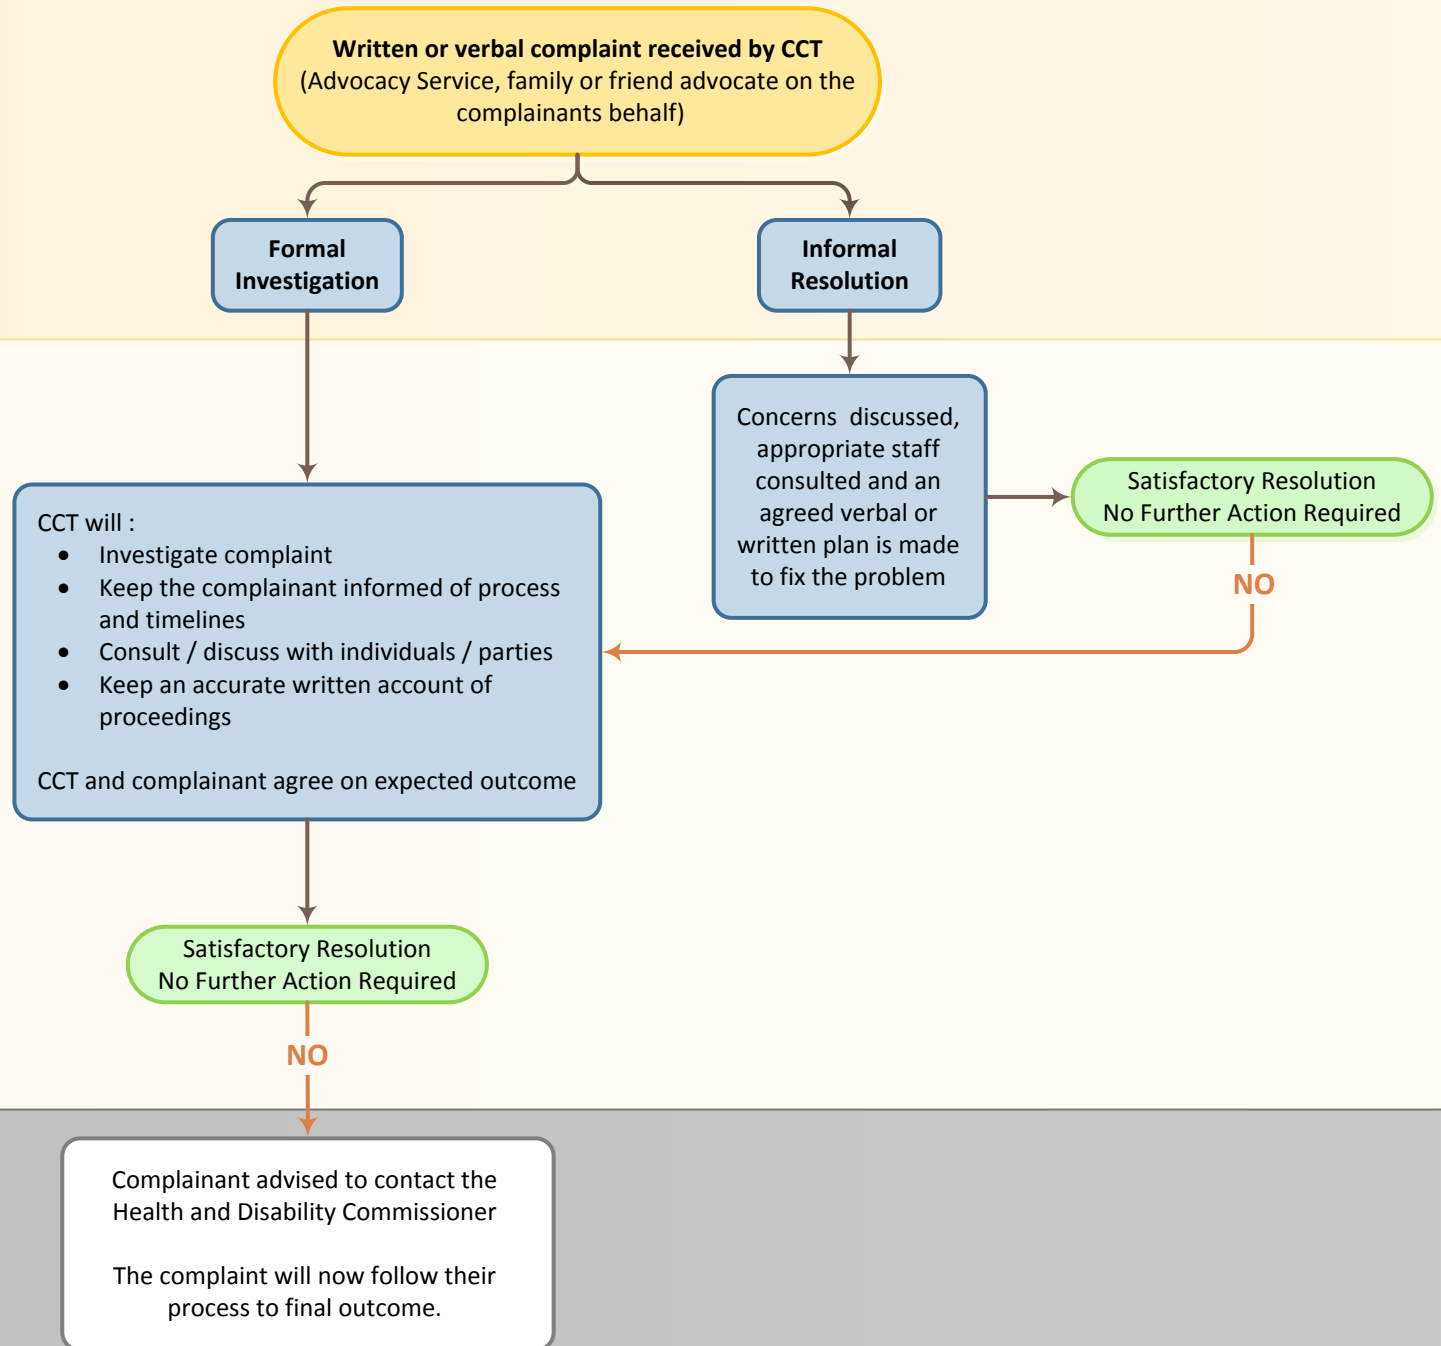 Written or verbal complaint received by CCT
(Advocacy Service, family or friend advocate on the
complainants behalf)
Formal
Investigation
Informal
Resolution
Concerns  discussed,
appropriate staff
consulted and an
agreed verbal or
written plan is made
to fix the problem
Satisfactory Resolution
No Further Action Required
NO
CCT will :
• Investigate complaint
• Keep the complainant informed of process
and timelines
• Consult / discuss with individuals / parties
• Keep an accurate written account of
proceedings
CCT and complainant agree on expected outcome
Satisfactory Resolution
No Further Action Required
NO
Complainant advised to contact the
Health and Disability Commissioner
The complaint will now follow their
process to final outcome.